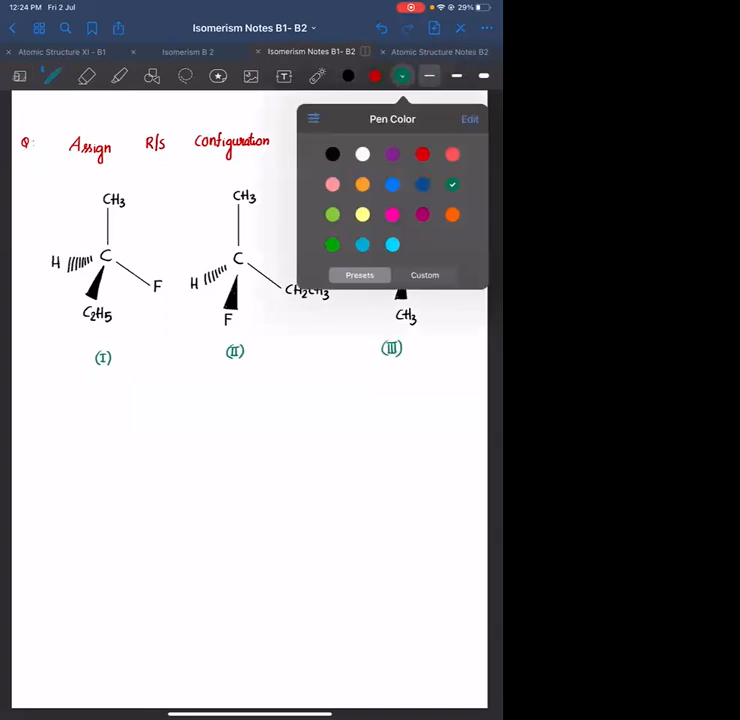 12:24 PM Fri 2 Jul
29%
Isomerism Notes B1- B2
Atomic Structure XI - B1
Isomerism B 2
Isomerism Notes B1- B2
Atomic Structure Notes B2
Pen Color
Edit
Q: Assign R/S Configuration
CH3
CH3
C
C
H
F
H
CH2CH3
C2H5
F
CH3
Presets
Custom
(I)
(II)
(III)